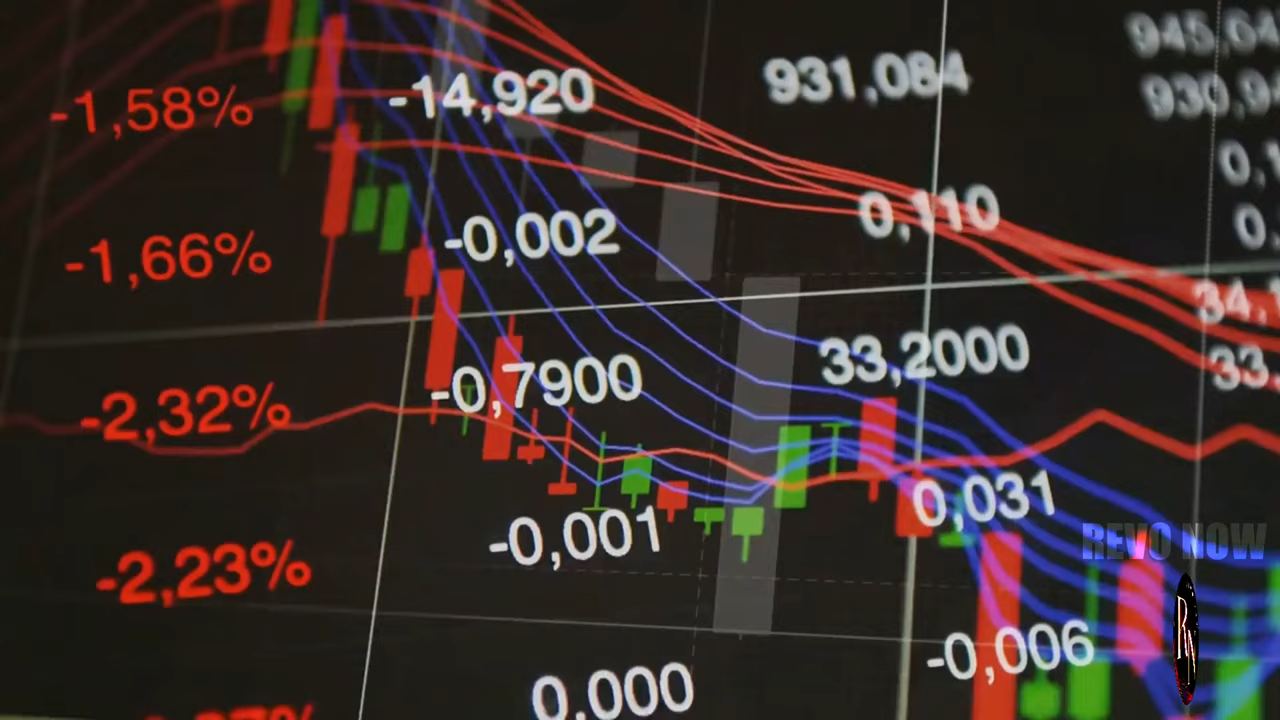 -1,58% -14,920 931,084
-1,66% -0,002 0,110
-2,32% -0,7900 33,2000
-2,23% -0,001 0,031
0,000 -0,006
REVO NOW
RN